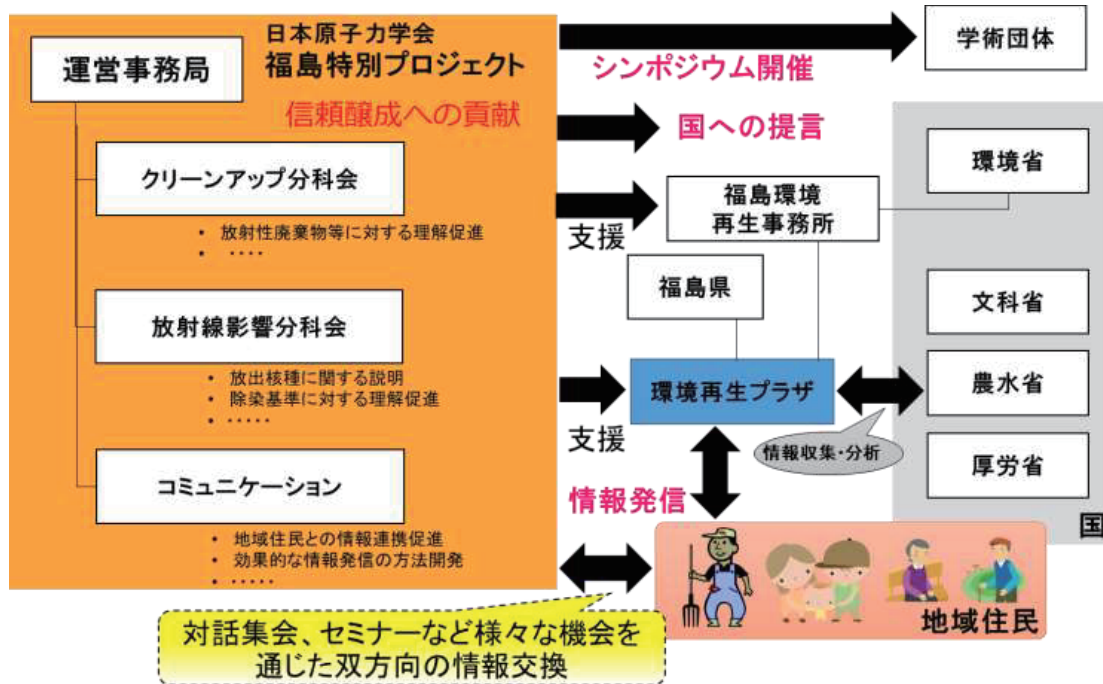 日本原子力学会
福島特別プロジェクト
運営事務局
信頼醸成への貢献
クリーンアップ分科会
• 放射性廃棄物等に対する理解促進
• ････
放射線影響分科会
• 放出核種に関する説明
• 除染基準に対する理解促進
• ･････
コミュニケーション
• 地域住民との情報連携促進
• 効果的な情報発信の方法開発
• ･････
シンポジウム開催
学術団体
国への提言
環境省
福島環境
再生事務所
支援
福島県
文科省
環境再生プラザ
農水省
支援
情報収集・分析
厚労省
情報発信
国
地域住民
対話集会、セミナーなど様々な機会を
通じた双方向の情報交換